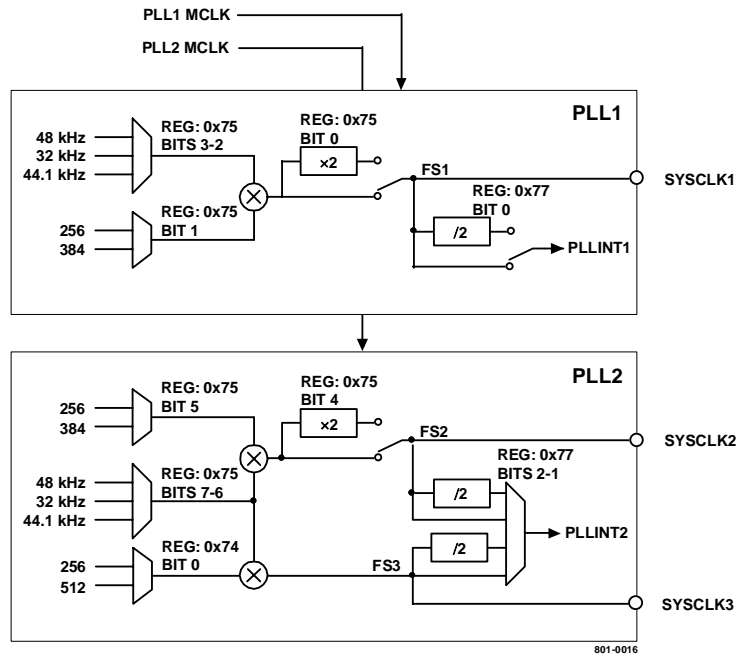 PLL1 MCLK
PLL2 MCLK
PLL1
48 kHz
32 kHz
44.1 kHz
REG: 0x75
BITS 3-2
256
384
REG: 0x75
BIT 1
REG: 0x75
BIT 0
×2
FS1
SYSCLK1
REG: 0x77
BIT 0
/2
PLLINT1
PLL2
256
384
REG: 0x75
BIT 5
48 kHz
32 kHz
44.1 kHz
REG: 0x75
BITS 7-6
256
512
REG: 0x74
BIT 0
REG: 0x75
BIT 4
×2
FS2
SYSCLK2
REG: 0x77
BITS 2-1
/2
/2
PLLINT2
FS3
SYSCLK3
801-0016